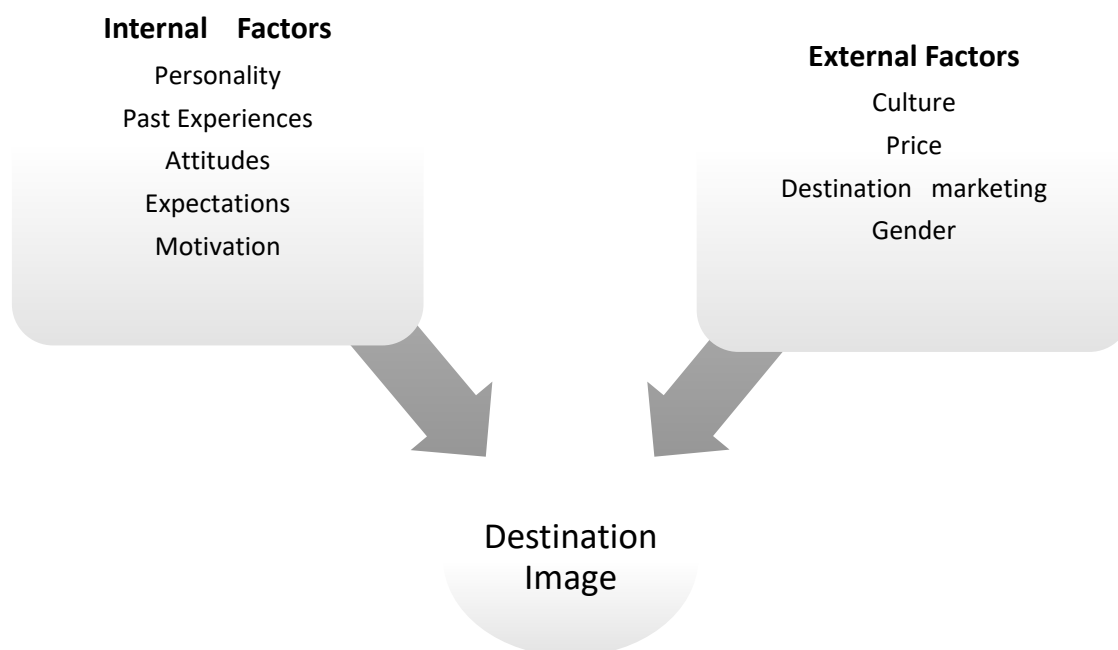 Internal Factors
Personality
Past Experiences
Attitudes
Expectations
Motivation
External Factors
Culture
Price
Destination marketing
Gender
Destination
Image